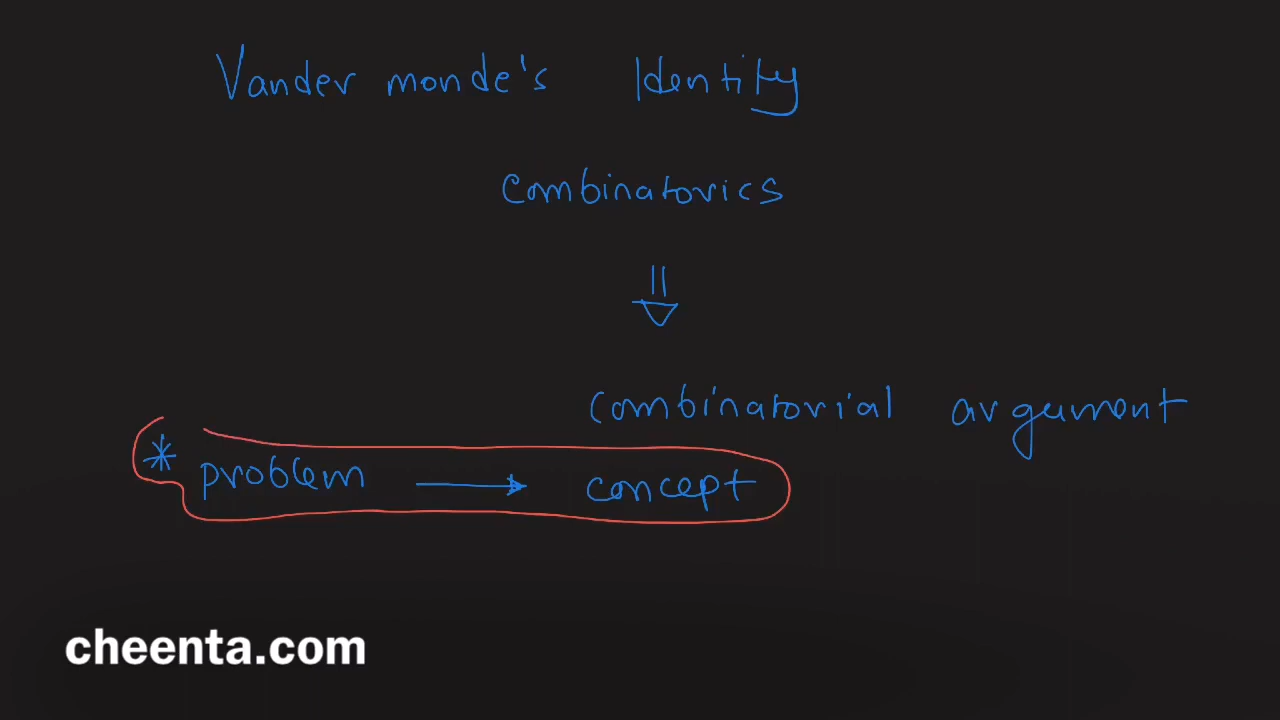 Vander monde's Identity
Combinatorics
combinatorial argument
* problem → concept
cheenta.com